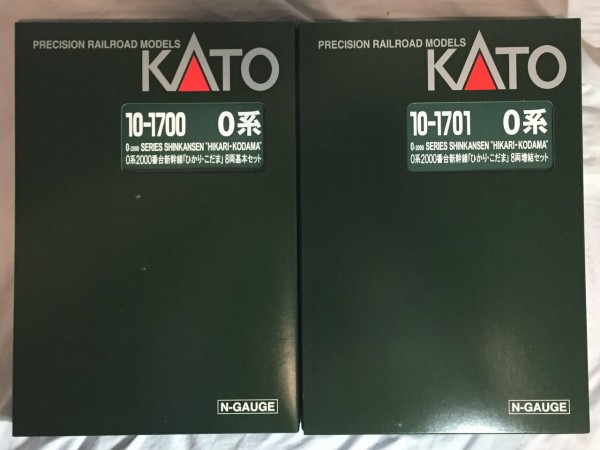 PRECISION RAILROAD MODELS
KATO
10-1700 0系
0-2000 SERIES SHINKANSEN "HIKARI・KODAMA"
0系2000番台新幹線「ひかり・こだま」 8両基本セット
N-GAUGE
PRECISION RAILROAD MODELS
KATO
10-1701 0系
0-2000 SERIES SHINKANSEN "HIKARI・KODAMA"
0系2000番台新幹線「ひかり・こだま」 8両増結セット
N-GAUGE